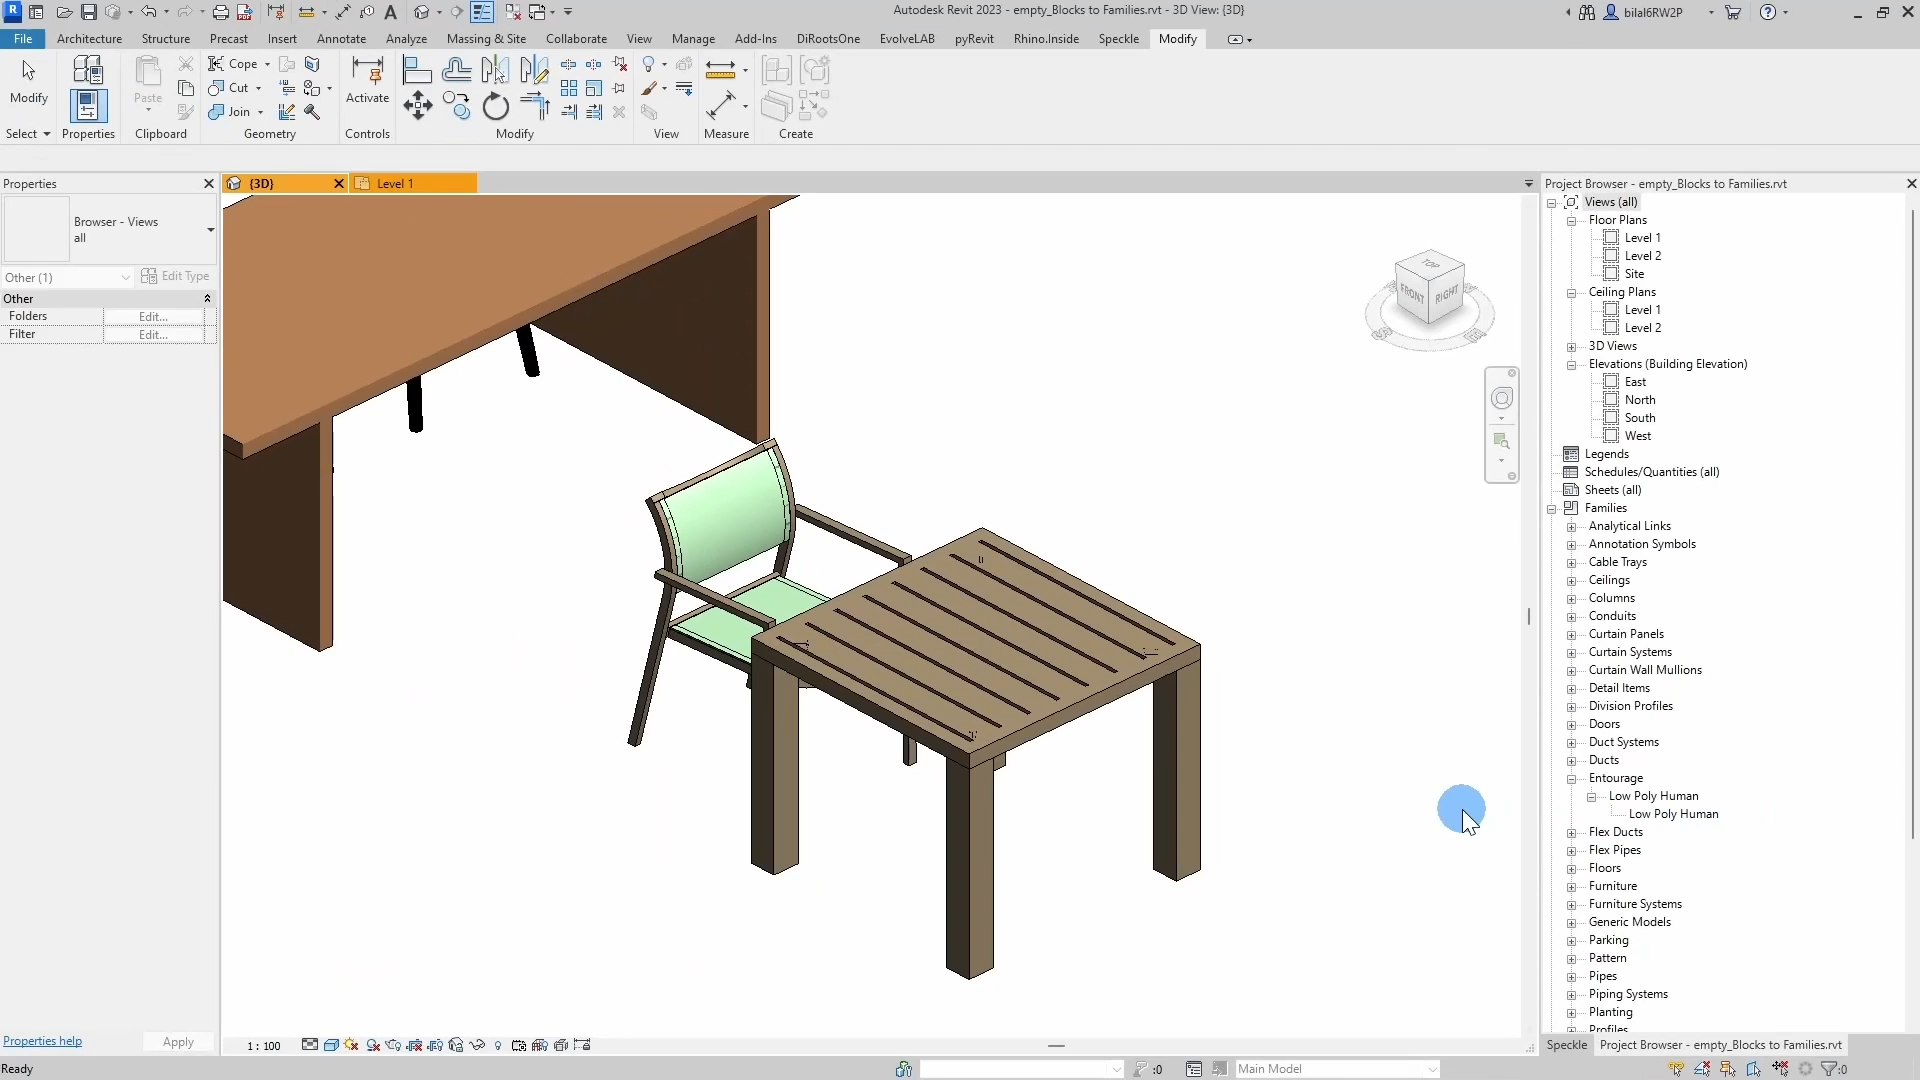 Autodesk Revit 2023 - empty_Blocks to Families.rvt - 3D View: {3D}
bilal6RW2P
File
Architecture
Structure
Precast
Insert
Annotate
Analyze
Massing & Site
Collaborate
View
Manage
Add-Ins
DiRootsOne
EvolveLAB
pyRevit
Rhino.Inside
Speckle
Modify
Modify
Paste
Cope
Cut
Join
Activate
Select
Properties
Clipboard
Geometry
Controls
Modify
View
Measure
Create
Properties
Browser - Views
all
Other (1)
Edit Type
Other
Folders
Edit...
Filter
Edit...
Properties help
Apply
{3D}
Level 1
TOP
FRONT
RIGHT
1 : 100
Project Browser - empty_Blocks to Families.rvt
Views (all)
Floor Plans
Level 1
Level 2
Site
Ceiling Plans
Level 1
Level 2
3D Views
Elevations (Building Elevation)
East
North
South
West
Legends
Schedules/Quantities (all)
Sheets (all)
Families
Analytical Links
Annotation Symbols
Cable Trays
Ceilings
Columns
Conduits
Curtain Panels
Curtain Systems
Curtain Wall Mullions
Detail Items
Division Profiles
Doors
Duct Systems
Ducts
Entourage
Low Poly Human
Low Poly Human
Flex Ducts
Flex Pipes
Floors
Furniture
Furniture Systems
Generic Models
Parking
Pattern
Pipes
Piping Systems
Planting
Profiles
Speckle
Project Browser - empty_Blocks to Families.rvt
Ready
:0
Main Model
:0